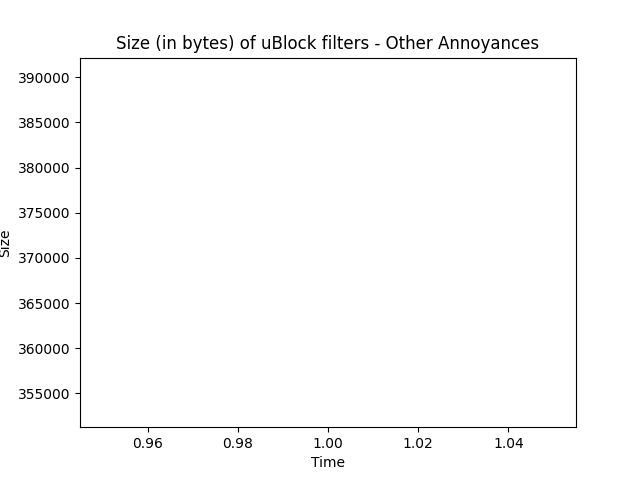 Size (in bytes) of uBlock filters - Other Annoyances
390000
385000
380000
375000
370000
365000
360000
355000
Size
0.96 0.98 1.00 1.02 1.04
Time